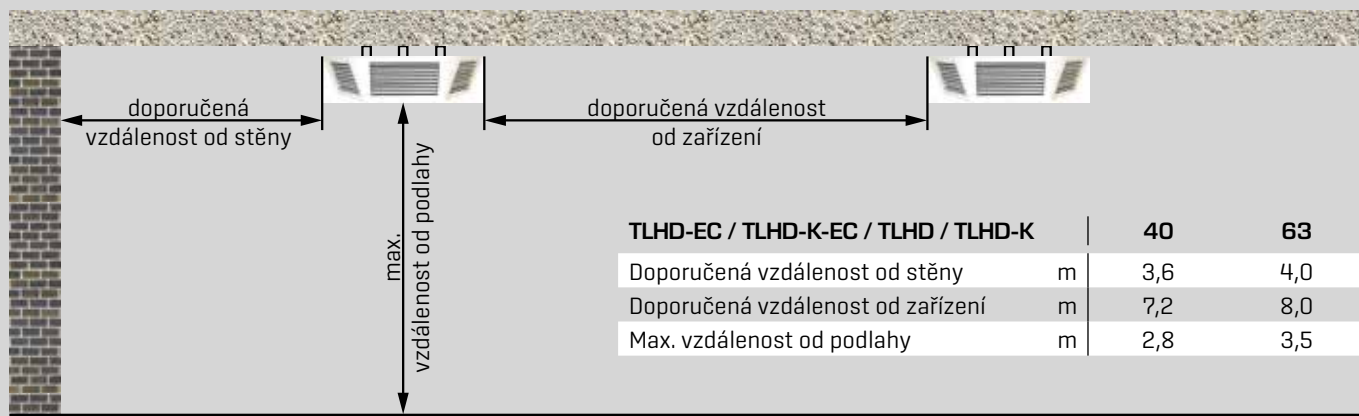 doporučená
vzdálenost od stěny
doporučená vzdálenost
od zařízení
max.
vzdálenost od podlahy
TLHD-EC / TLHD-K-EC / TLHD / TLHD-K 40 63
Doporučená vzdálenost od stěny m 3,6 4,0
Doporučená vzdálenost od zařízení m 7,2 8,0
Max. vzdálenost od podlahy m 2,8 3,5